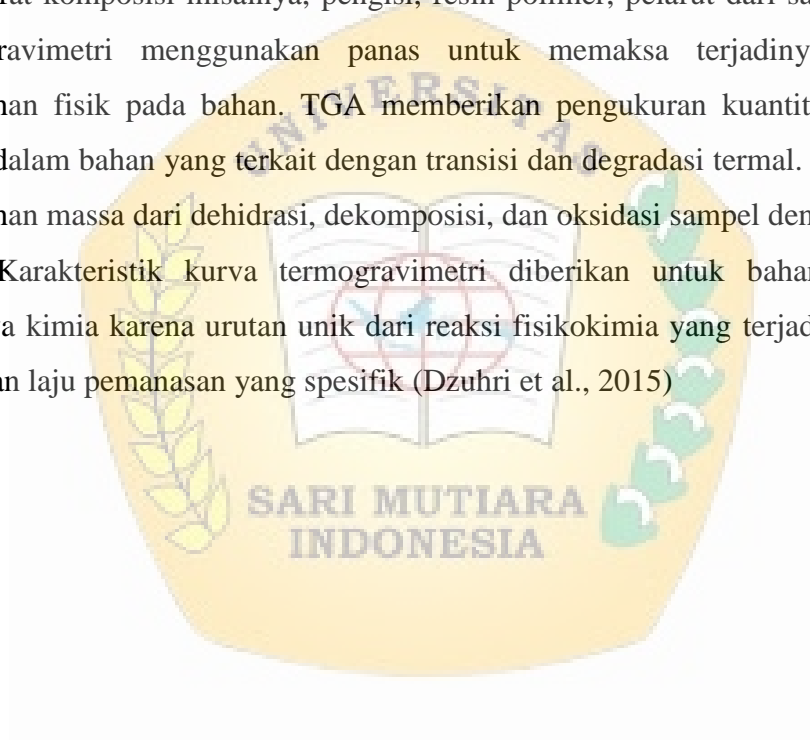 rat komposisi misalnya, pengisi, resin polimer, pelarut dari sa
ravimetri menggunakan panas untuk memaksa terjadiny
han fisik pada bahan. TGA memberikan pengukuran kuantit
dalam bahan yang terkait dengan transisi dan degradasi termal.
han massa dari dehidrasi, dekomposisi, dan oksidasi sampel den
Karakteristik kurva termogravimetri diberikan untuk bahan
a kimia karena urutan unik dari reaksi fisikokimia yang terjad
an laju pemanasan yang spesifik (Dzuhri et al., 2015)
UNIVERSITAS
SARI MUTIARA
INDONESIA